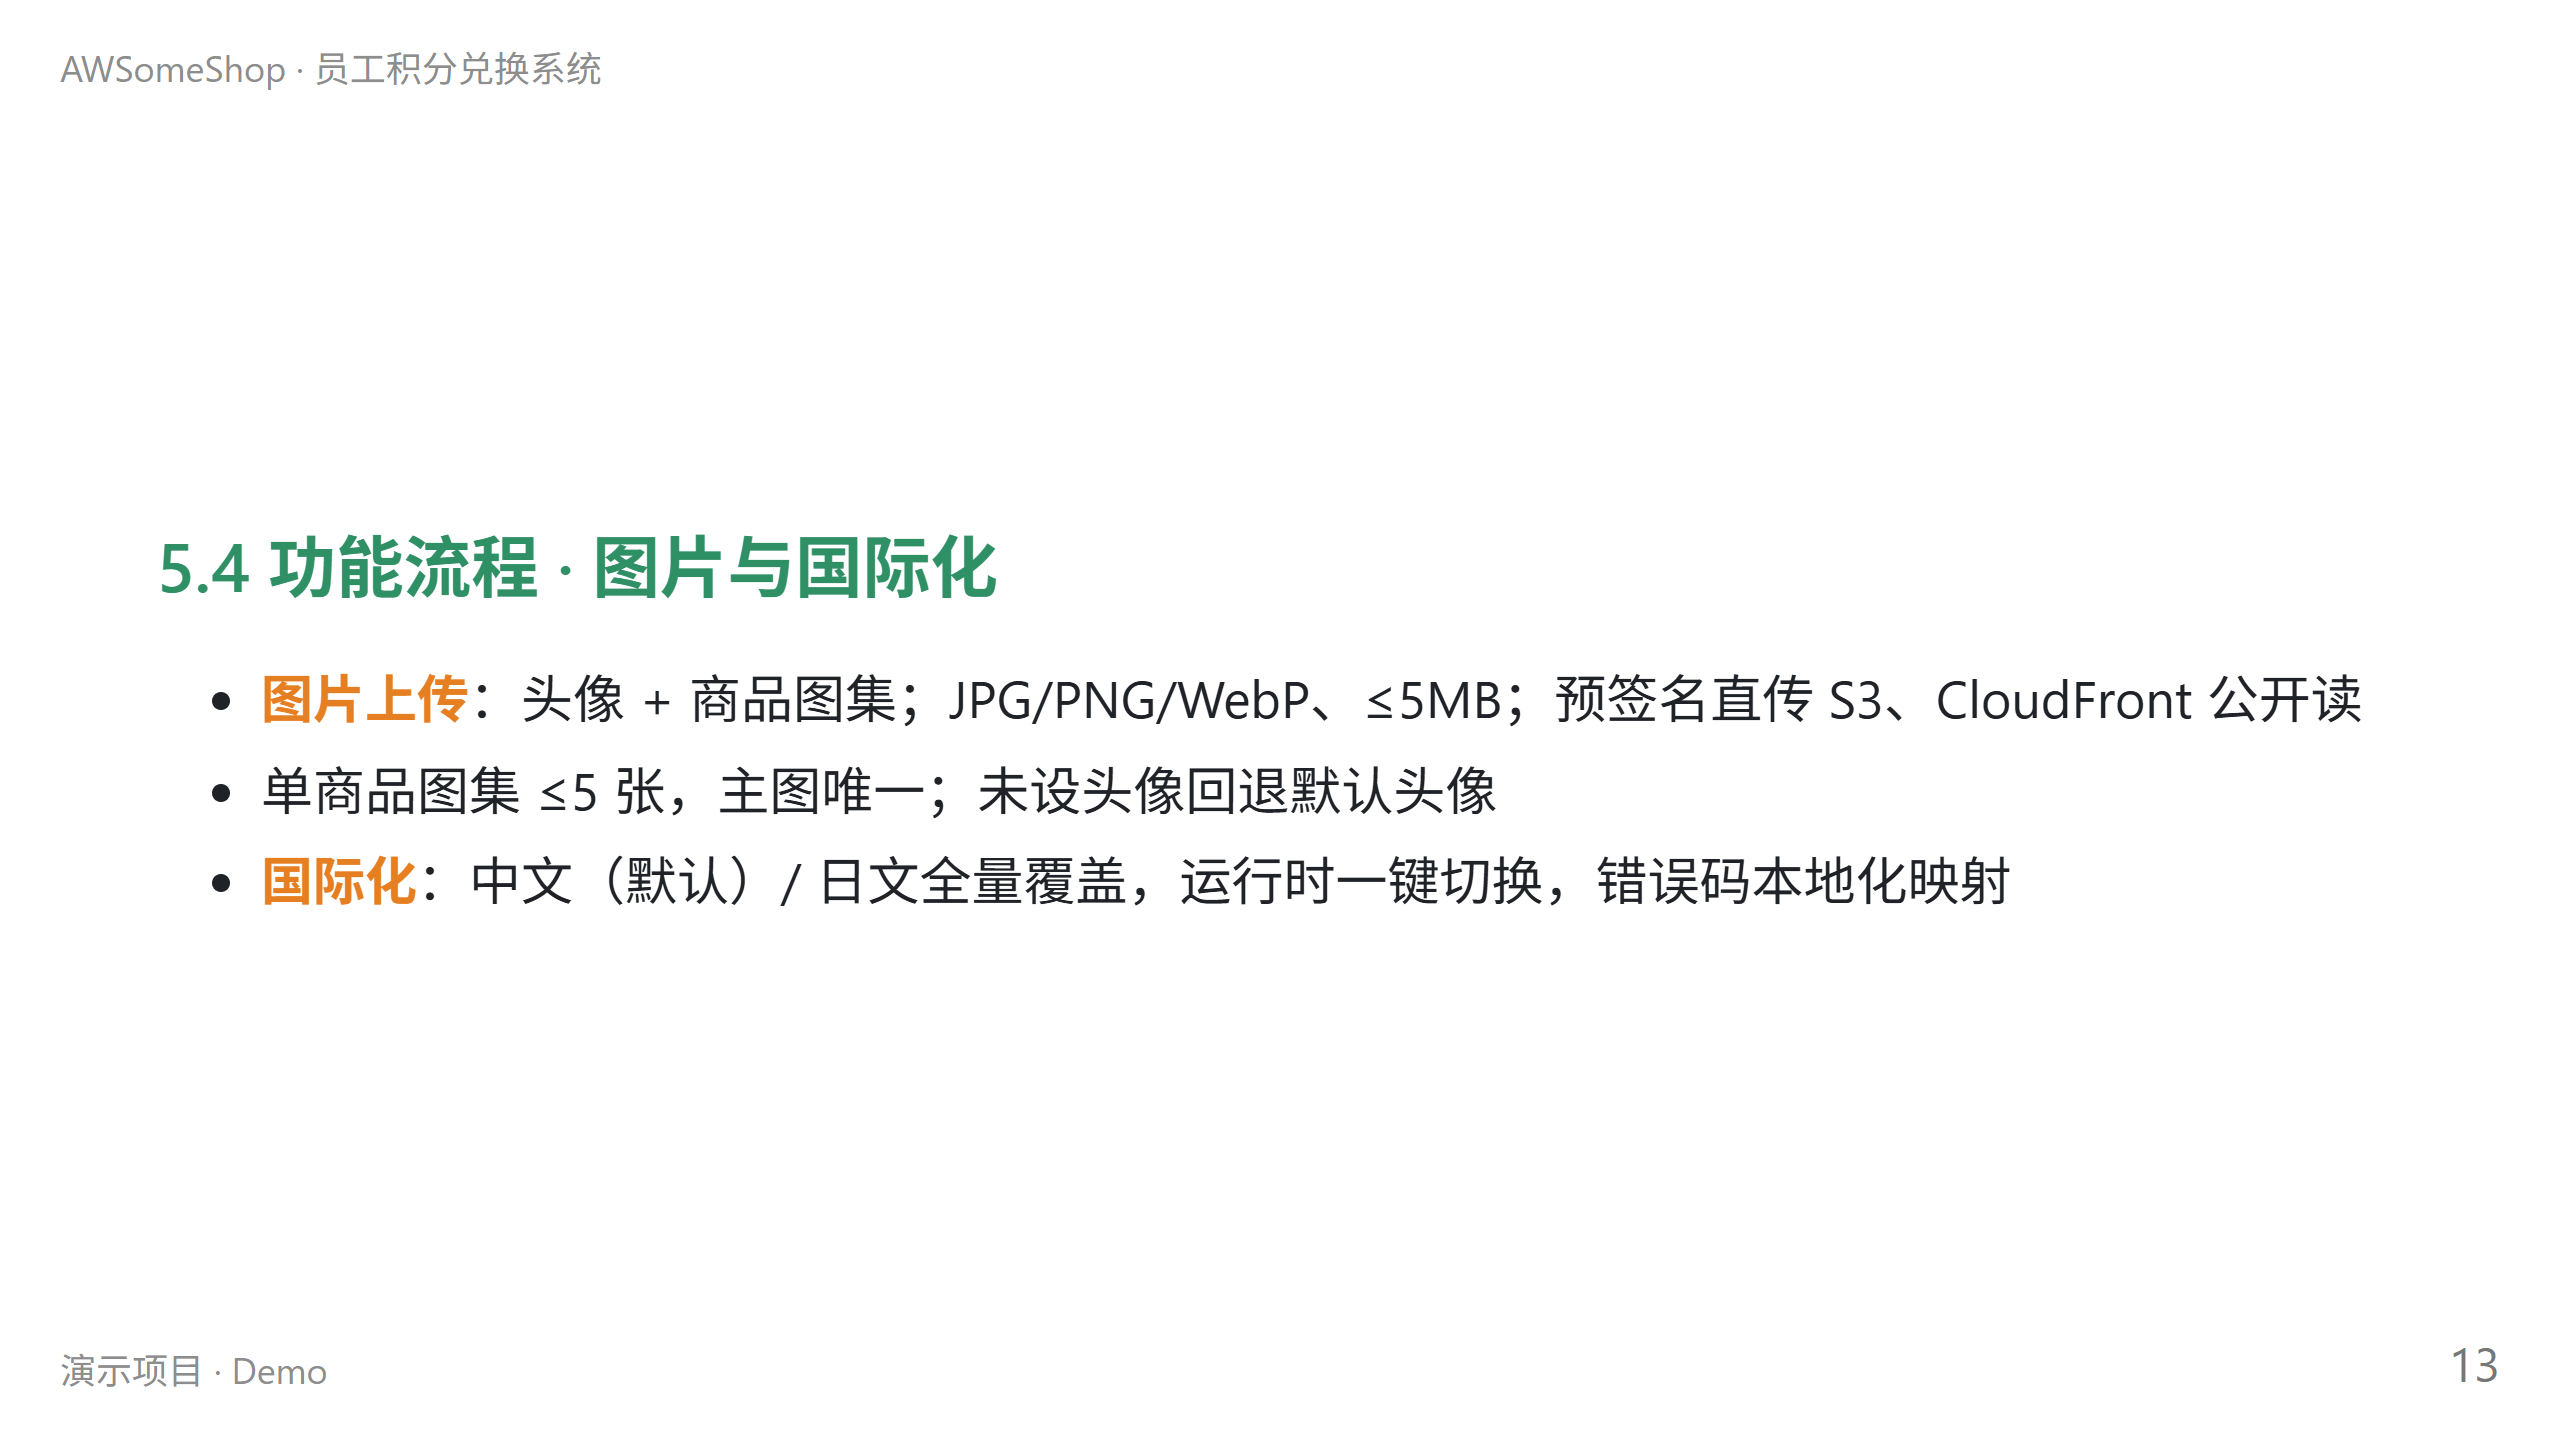 AWSomeShop · 员工积分兑换系统
5.4 功能流程 · 图片与国际化
• 图片上传：头像 + 商品图集；JPG/PNG/WebP、≤5MB；预签名直传 S3、CloudFront 公开读
• 单商品图集 ≤5 张，主图唯一；未设头像回退默认头像
• 国际化：中文（默认）/ 日文全量覆盖，运行时一键切换，错误码本地化映射
演示项目 · Demo
13